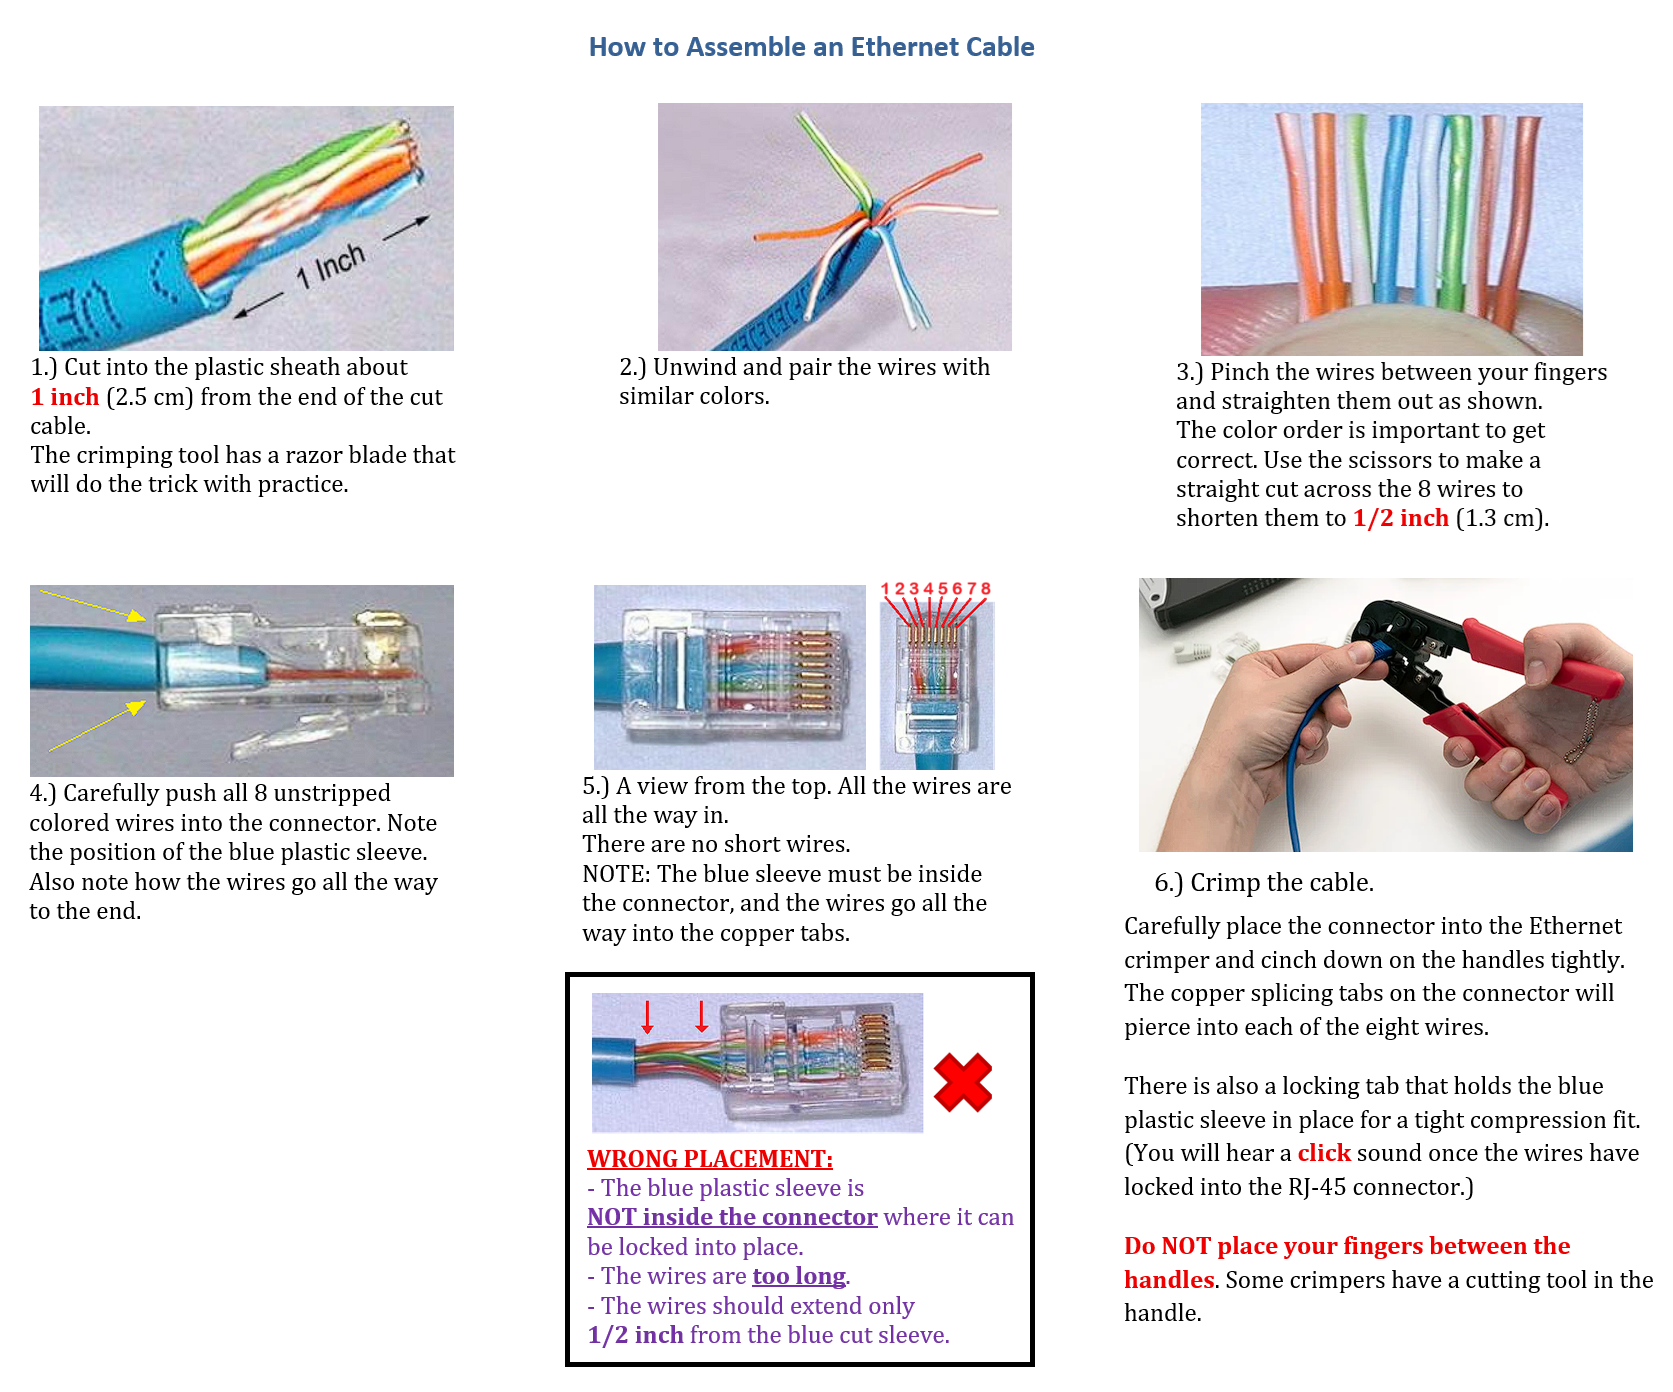 How to Assemble an Ethernet Cable
1 Inch
1.) Cut into the plastic sheath about
1 inch (2.5 cm) from the end of the cut
cable.
The crimping tool has a razor blade that
will do the trick with practice.
2.) Unwind and pair the wires with
similar colors.
3.) Pinch the wires between your fingers
and straighten them out as shown.
The color order is important to get
correct. Use the scissors to make a
straight cut across the 8 wires to
shorten them to 1/2 inch (1.3 cm).
4.) Carefully push all 8 unstripped
colored wires into the connector. Note
the position of the blue plastic sleeve.
Also note how the wires go all the way
to the end.
1 2 3 4 5 6 7 8
5.) A view from the top. All the wires are
all the way in.
There are no short wires.
NOTE: The blue sleeve must be inside
the connector, and the wires go all the
way into the copper tabs.
WRONG PLACEMENT:
- The blue plastic sleeve is
NOT inside the connector where it can
be locked into place.
- The wires are too long.
- The wires should extend only
1/2 inch from the blue cut sleeve.
6.) Crimp the cable.
Carefully place the connector into the Ethernet
crimper and cinch down on the handles tightly.
The copper splicing tabs on the connector will
pierce into each of the eight wires.
There is also a locking tab that holds the blue
plastic sleeve in place for a tight compression fit.
(You will hear a click sound once the wires have
locked into the RJ-45 connector.)
Do NOT place your fingers between the
handles. Some crimpers have a cutting tool in the
handle.